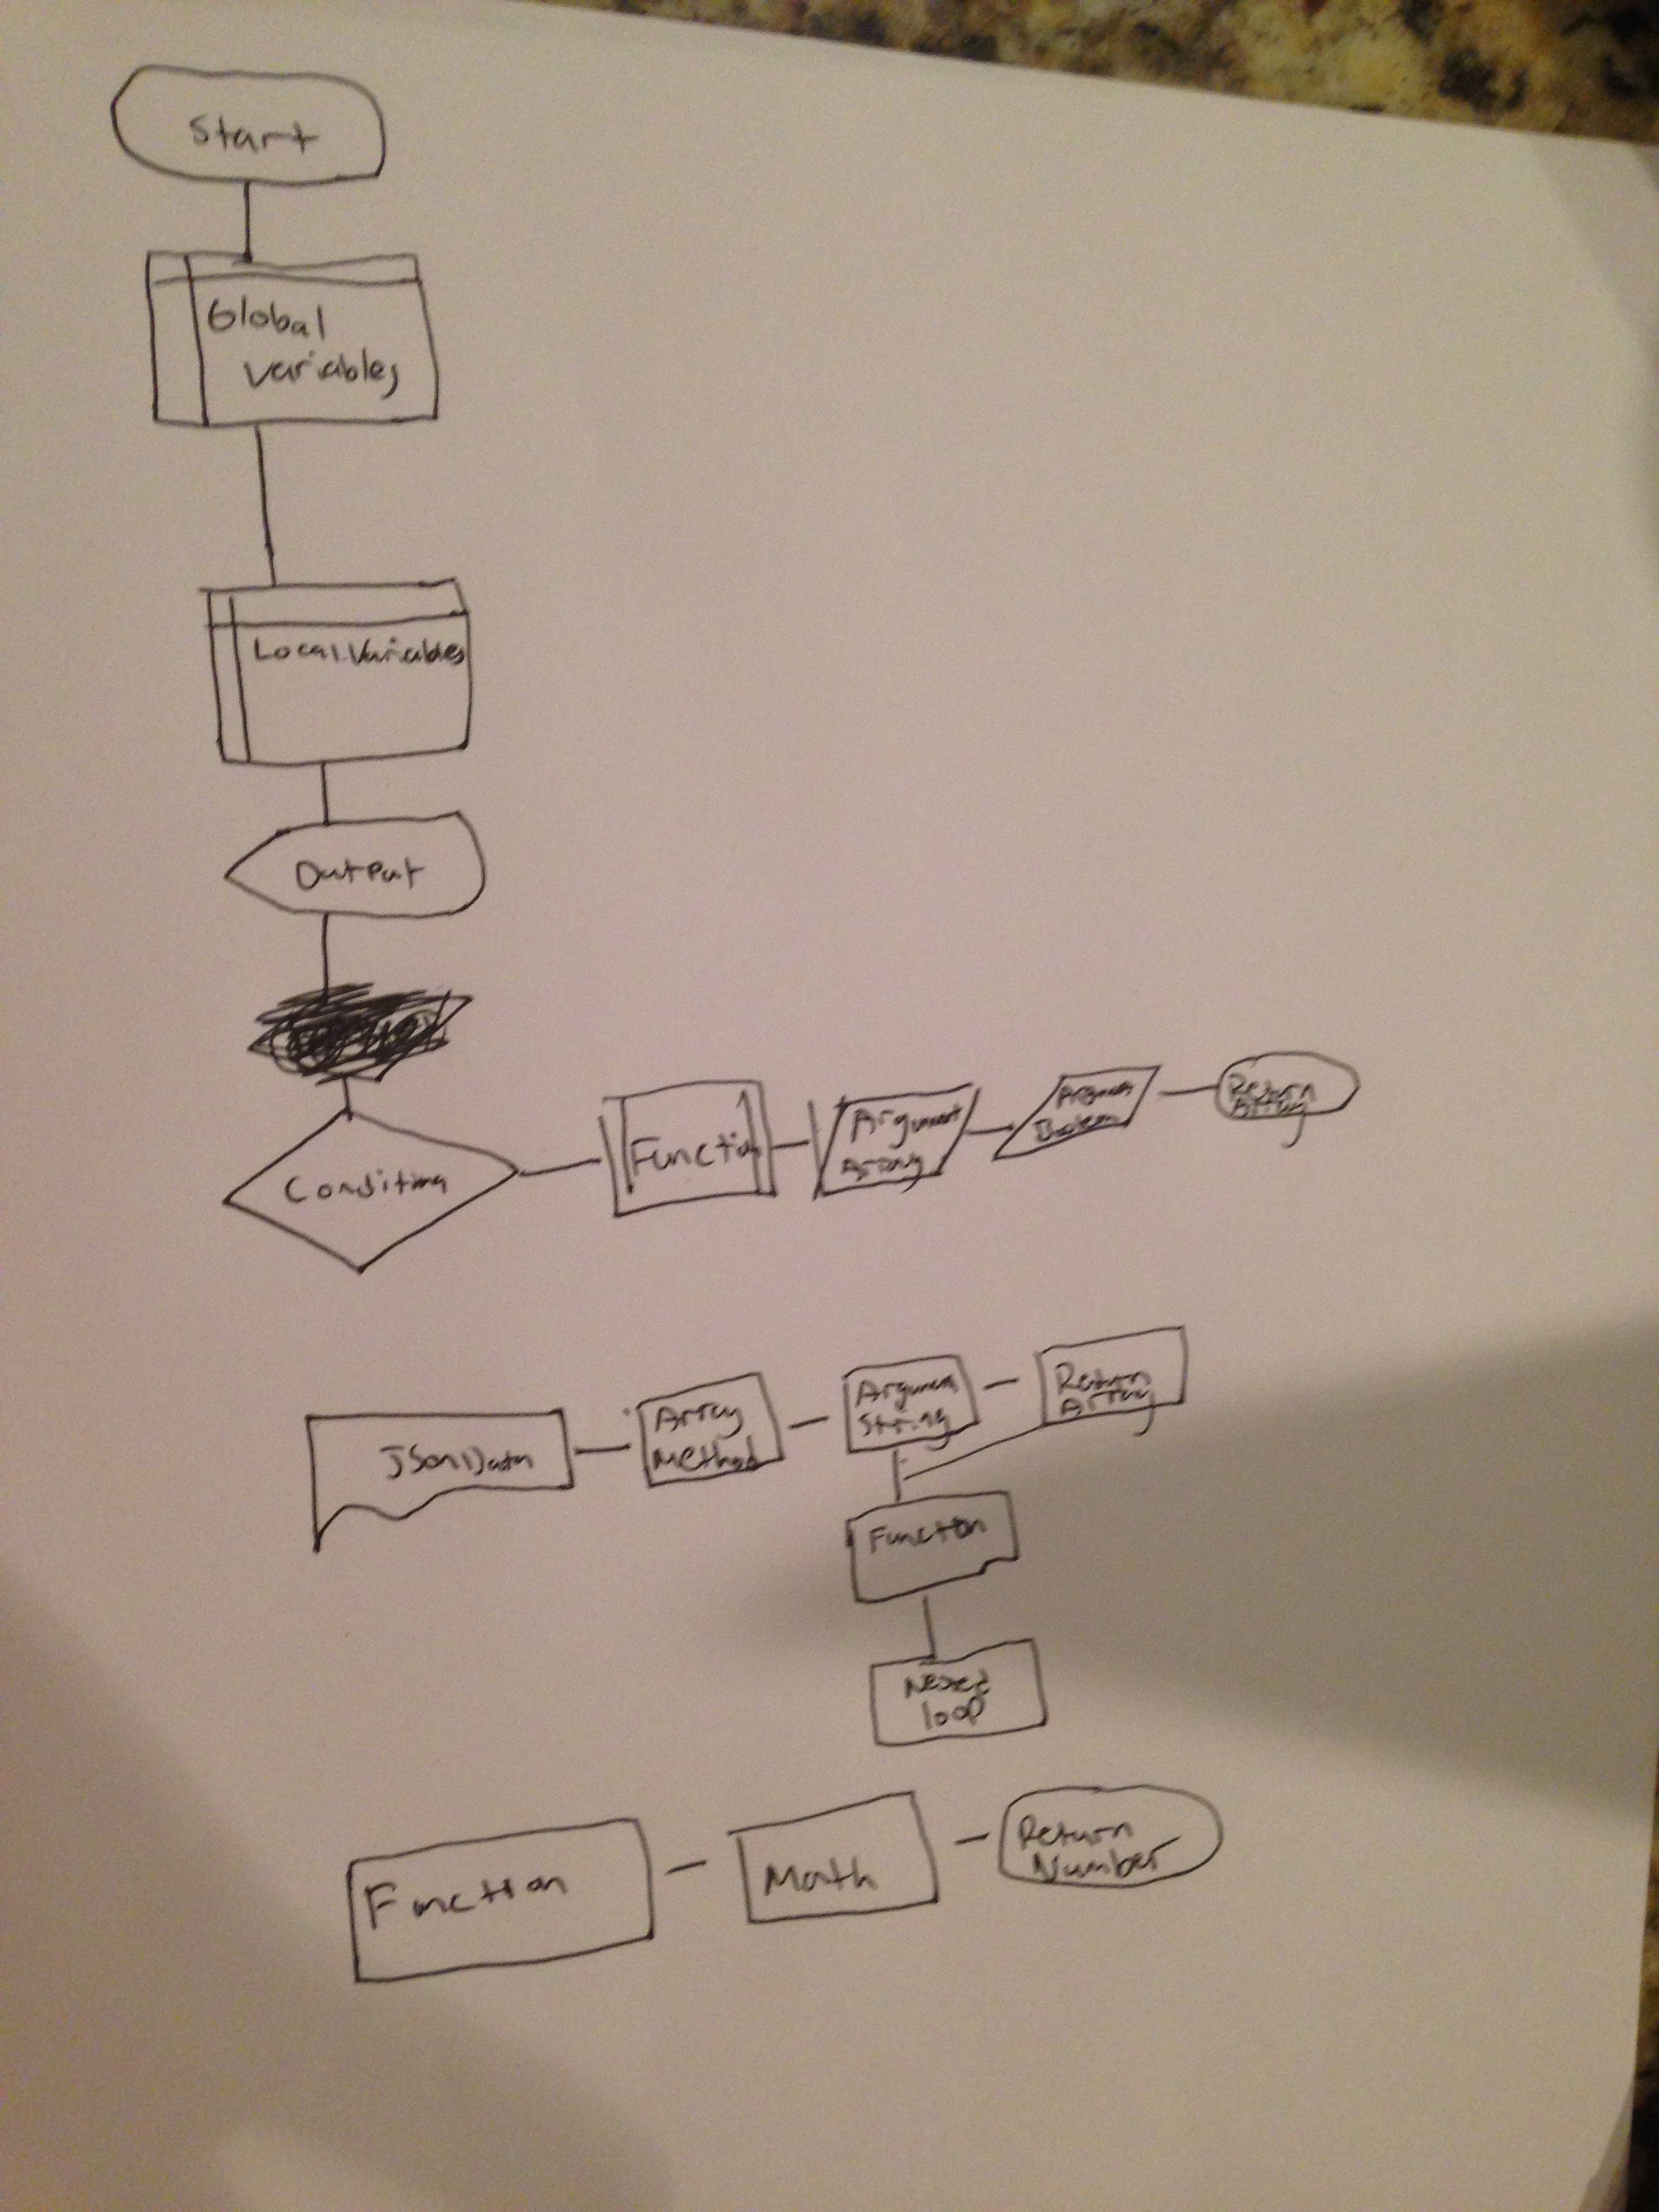 Start
Global
variables
Local Variables
Output
Condition
Function
Argument
Array
Argument
Boolean
Return
Array
JSon Data
Array
Method
Argument
String
Return
Array
Function
Nested
loop
Function
Math
Return
Number